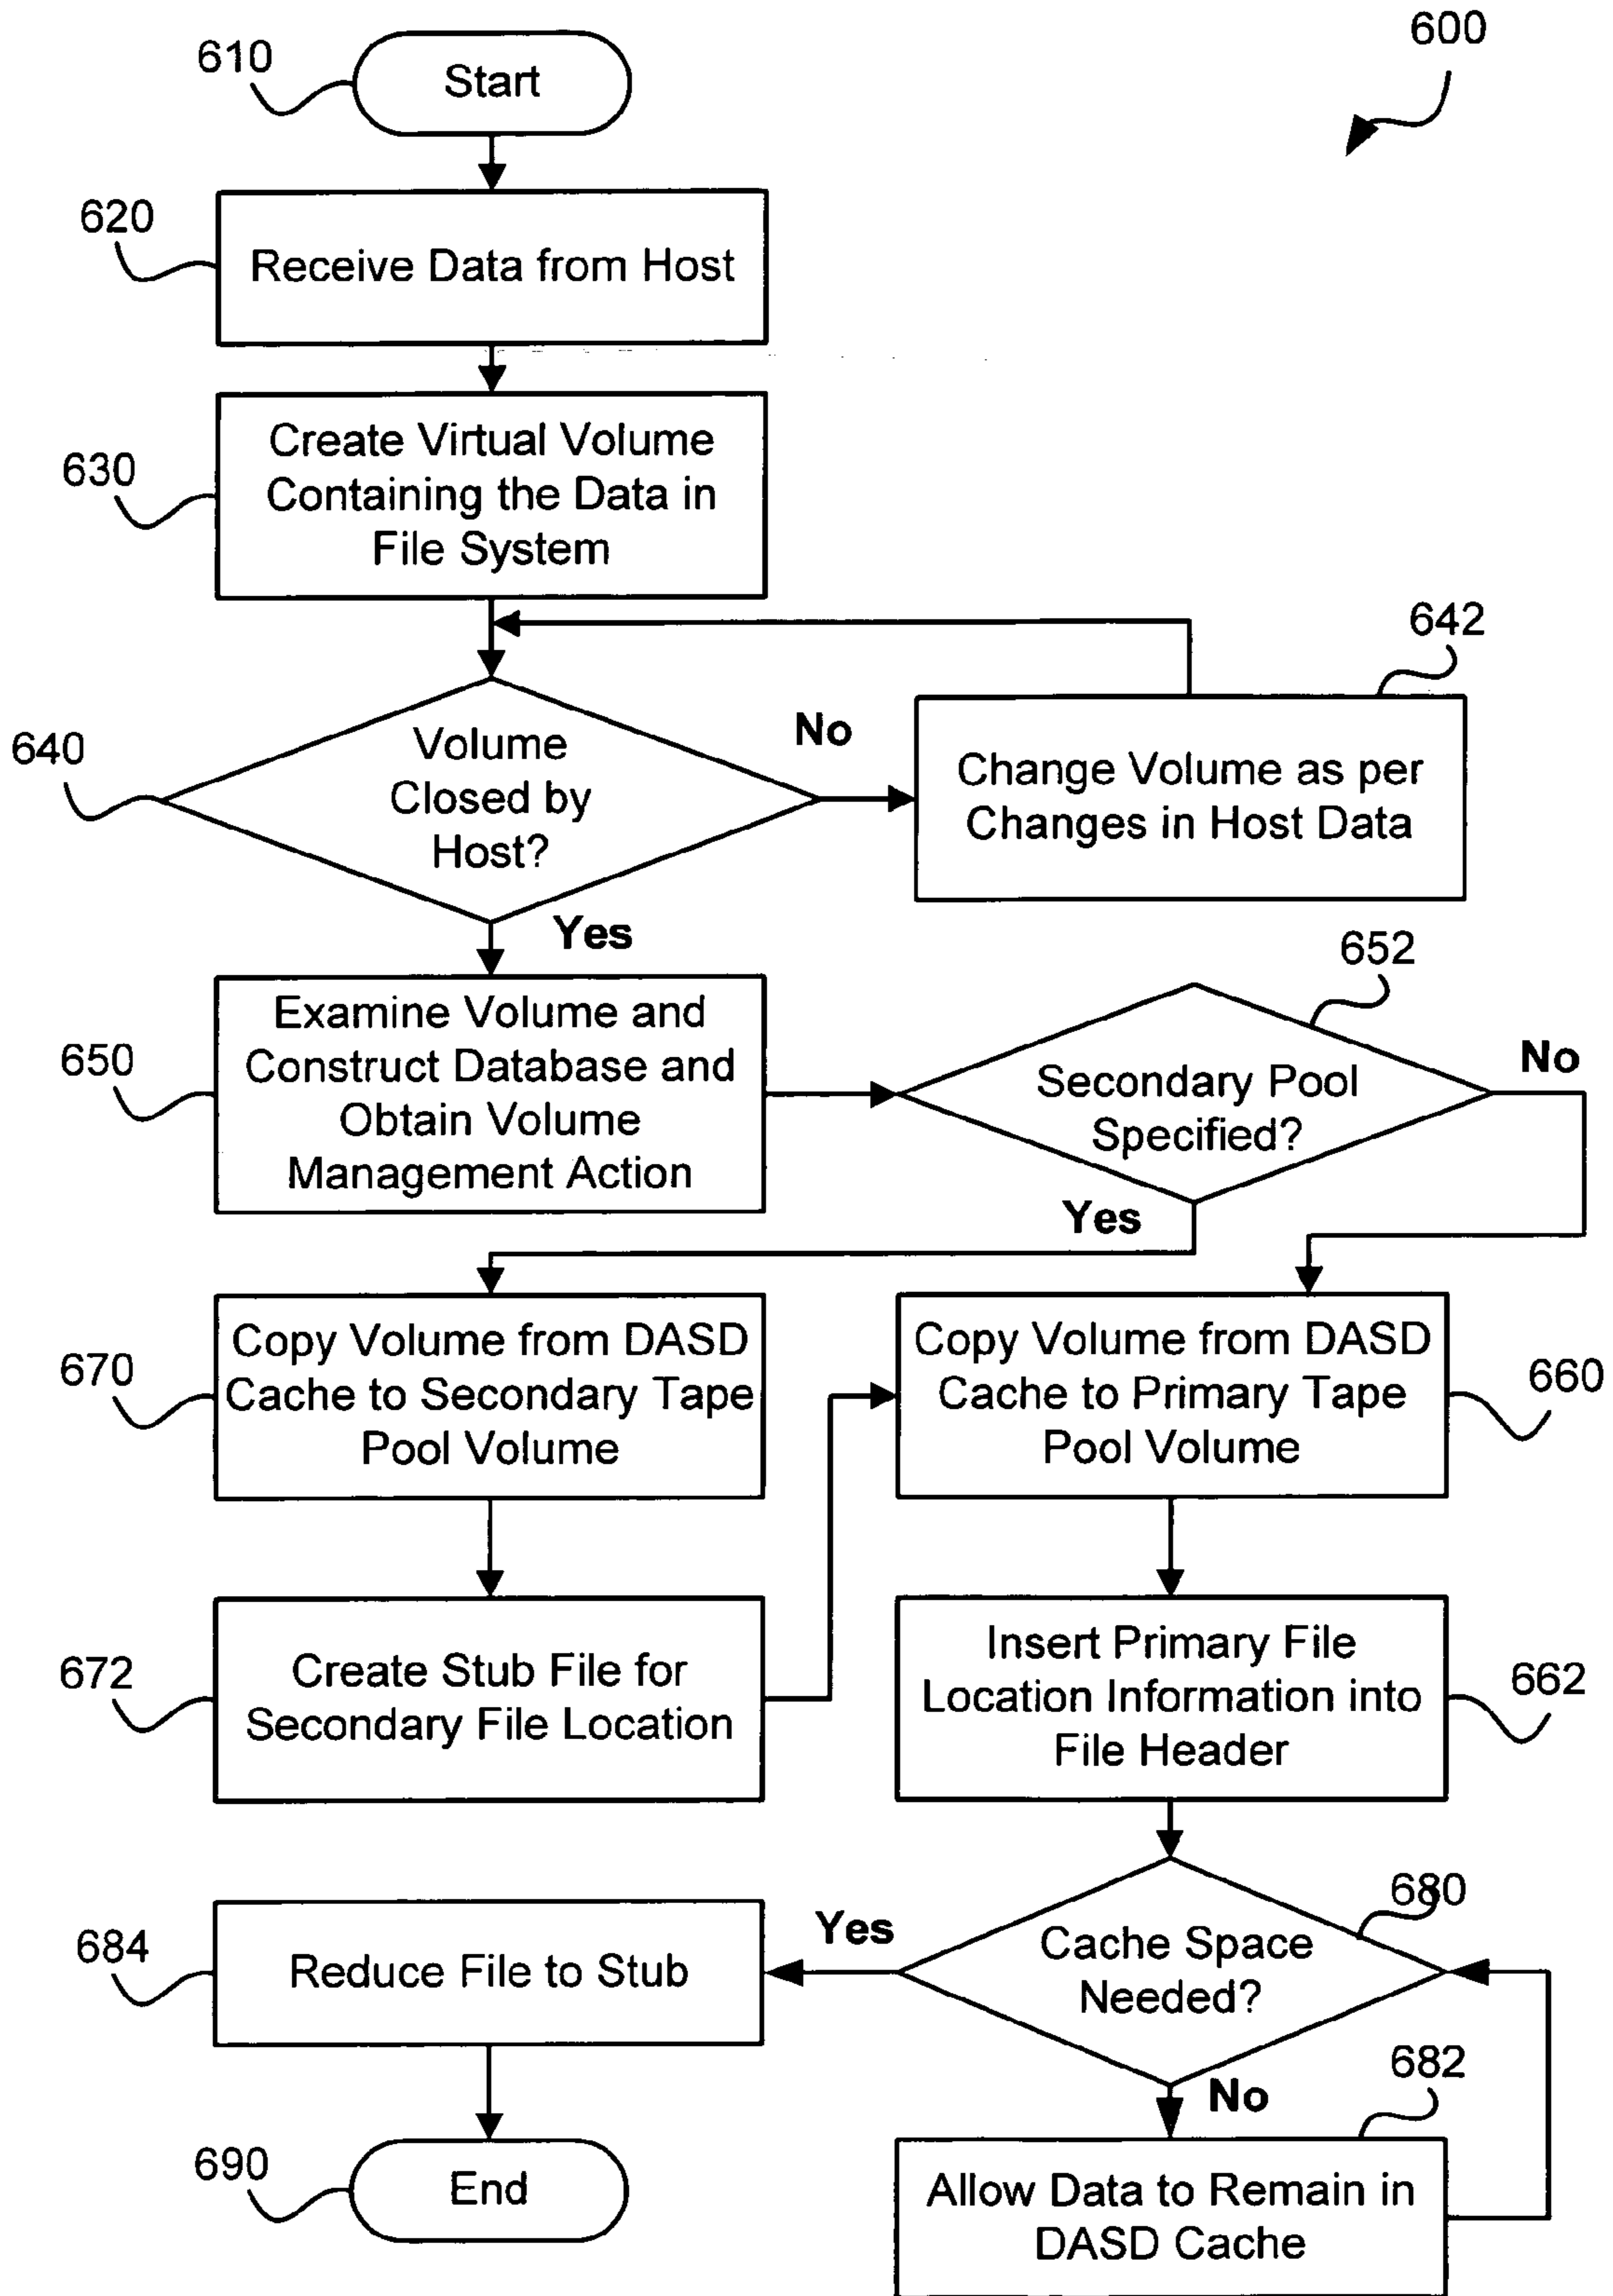 600
610
Start
620
Receive Data from Host
630
Create Virtual Volume
Containing the Data in
File System
642
640
Volume
Closed by
Host?
No
Change Volume as per
Changes in Host Data
Yes
652
650
Examine Volume and
Construct Database and
Obtain Volume
Management Action
Secondary Pool
Specified?
No
Yes
670
Copy Volume from DASD
Cache to Secondary Tape
Pool Volume
Copy Volume from DASD
Cache to Primary Tape
Pool Volume
660
672
Create Stub File for
Secondary File Location
Insert Primary File
Location Information into
File Header
662
680
684
Reduce File to Stub
Yes
Cache Space
Needed?
682
No
690
End
Allow Data to Remain in
DASD Cache